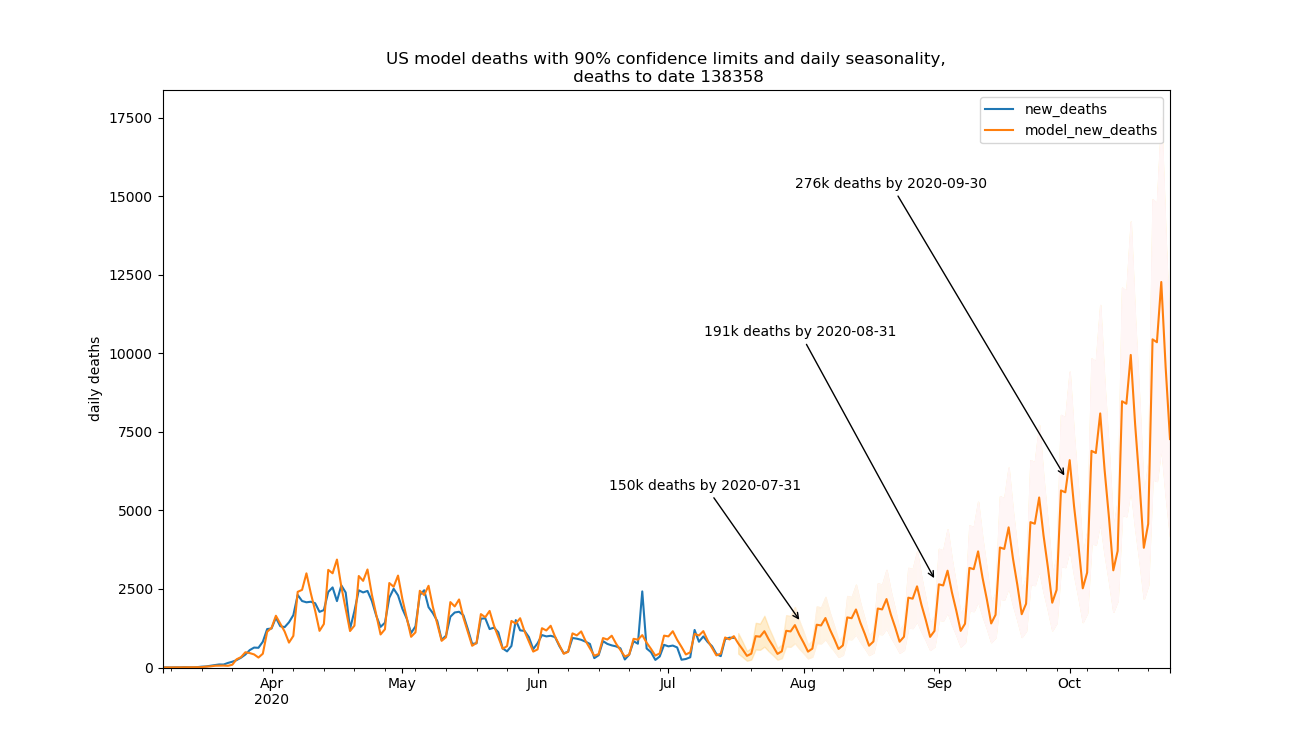 US model deaths with 90% confidence limits and daily seasonality,
deaths to date 138358
new_deaths
model_new_deaths
17500
15000
12500
10000
7500
5000
2500
0
daily deaths
276k deaths by 2020-09-30
191k deaths by 2020-08-31
150k deaths by 2020-07-31
Apr May Jun Jul Aug Sep Oct
2020